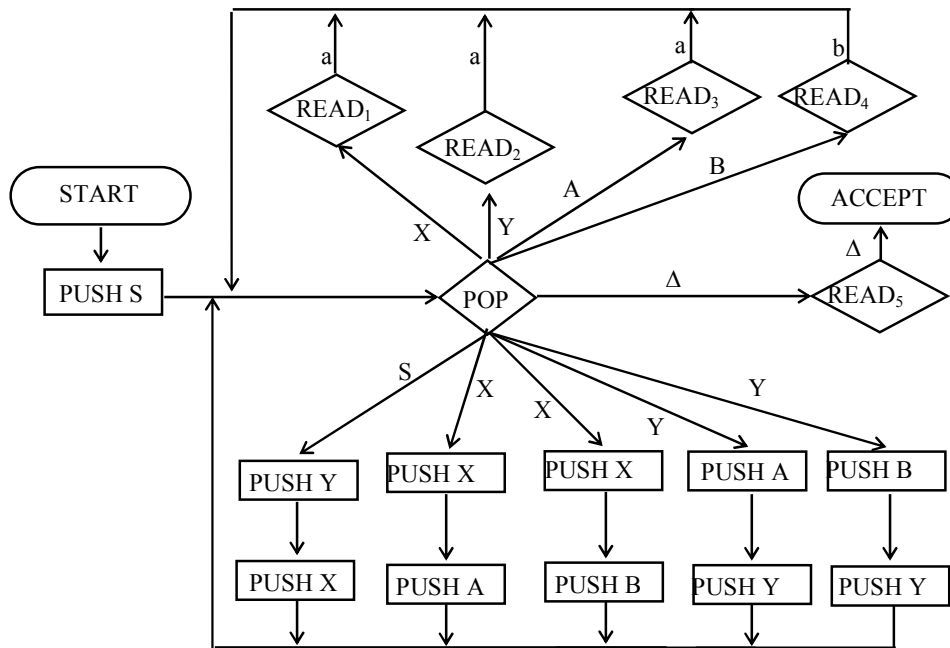 a
a
a
b
READ₁
READ₂
READ₃
READ₄
START
X
Y
A
B
ACCEPT
PUSH S
POP
Δ
Δ
READ₅
S
X
X
Y
Y
PUSH Y
PUSH X
PUSH X
PUSH A
PUSH B
PUSH X
PUSH A
PUSH B
PUSH Y
PUSH Y